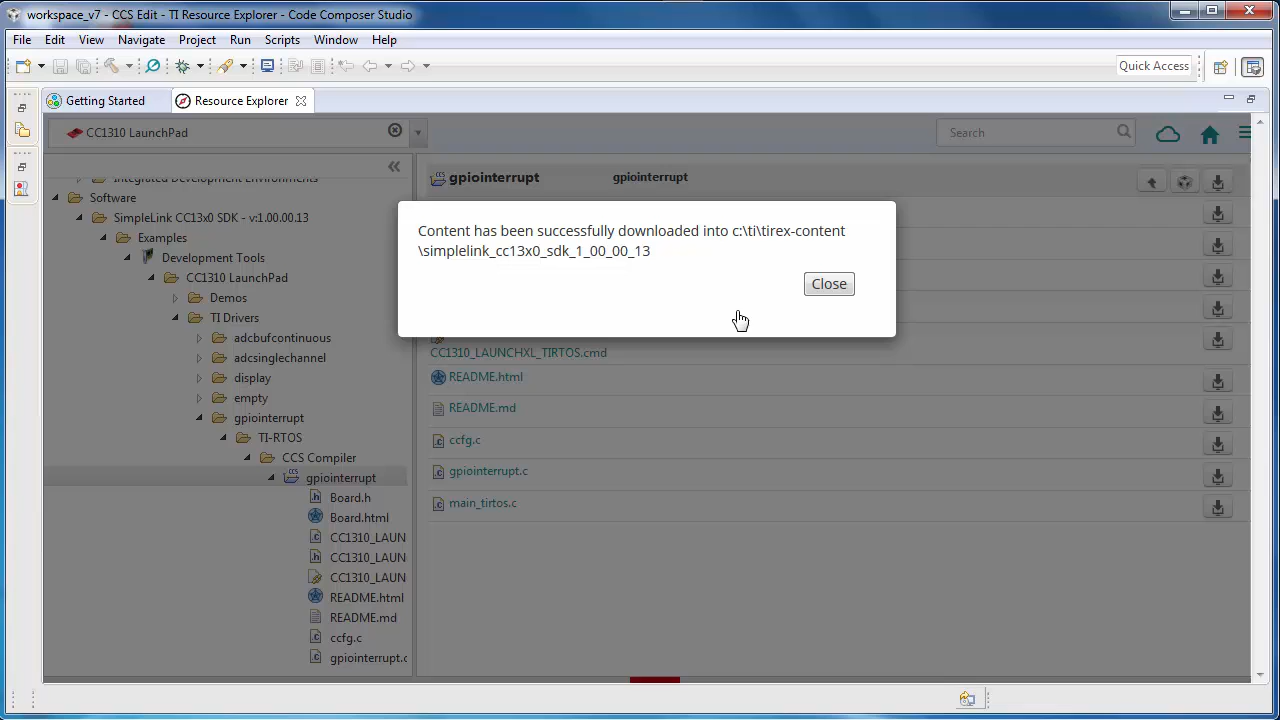 workspace_v7 - CCS Edit - TI Resource Explorer - Code Composer Studio
File Edit View Navigate Project Run Scripts Window Help
Quick Access
Getting Started
Resource Explorer
CC1310 LaunchPad
Search
Integrated Development Environments
Software
SimpleLink CC13x0 SDK - v:1.00.00.13
Examples
Development Tools
CC1310 LaunchPad
Demos
TI Drivers
adcbufcontinuous
adcsinglechannel
display
empty
gpiointerrupt
TI-RTOS
CCS Compiler
gpiointerrupt
Board.h
Board.html
CC1310_LAUN
CC1310_LAUN
CC1310_LAUN
README.html
README.md
ccfg.c
gpiointerrupt.c
gpiointerrupt gpiointerrupt
Content has been successfully downloaded into c:\ti\tirex-content
\simplelink_cc13x0_sdk_1_00_00_13
Close
CC1310_LAUNCHXL_TIRTOS.cmd
README.html
README.md
ccfg.c
gpiointerrupt.c
main_tirtos.c